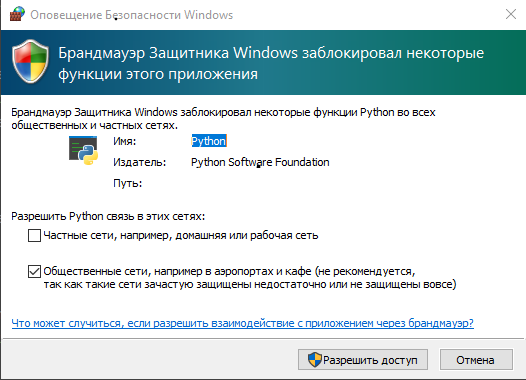 Оповещение Безопасности Windows
Брандмауэр Защитника Windows заблокировал некоторые
функции этого приложения
Брандмауэр Защитника Windows заблокировал некоторые функции Python во всех
общественных и частных сетях.
Имя: Python
Издатель: Python Software Foundation
Путь:
Разрешить Python связь в этих сетях:
Частные сети, например, домашняя или рабочая сеть
Общественные сети, например в аэропортах и кафе (не рекомендуется,
так как такие сети зачастую защищены недостаточно или не защищены вовсе)
Что может случиться, если разрешить взаимодействие с приложением через брандмауэр?
Разрешить доступ Отмена